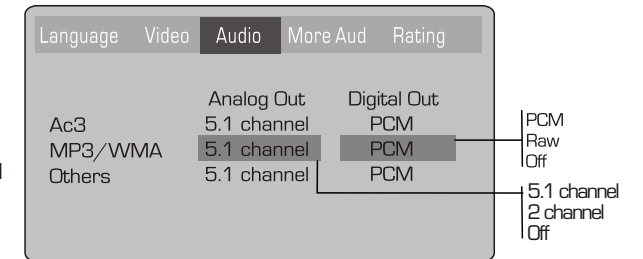 Language Video Audio More Aud Rating
Analog Out Digital Out
Ac3 5.1 channel PCM
MP3/WMA 5.1 channel PCM
Others 5.1 channel PCM
PCM
Raw
Off
5.1 channel
2 channel
Off